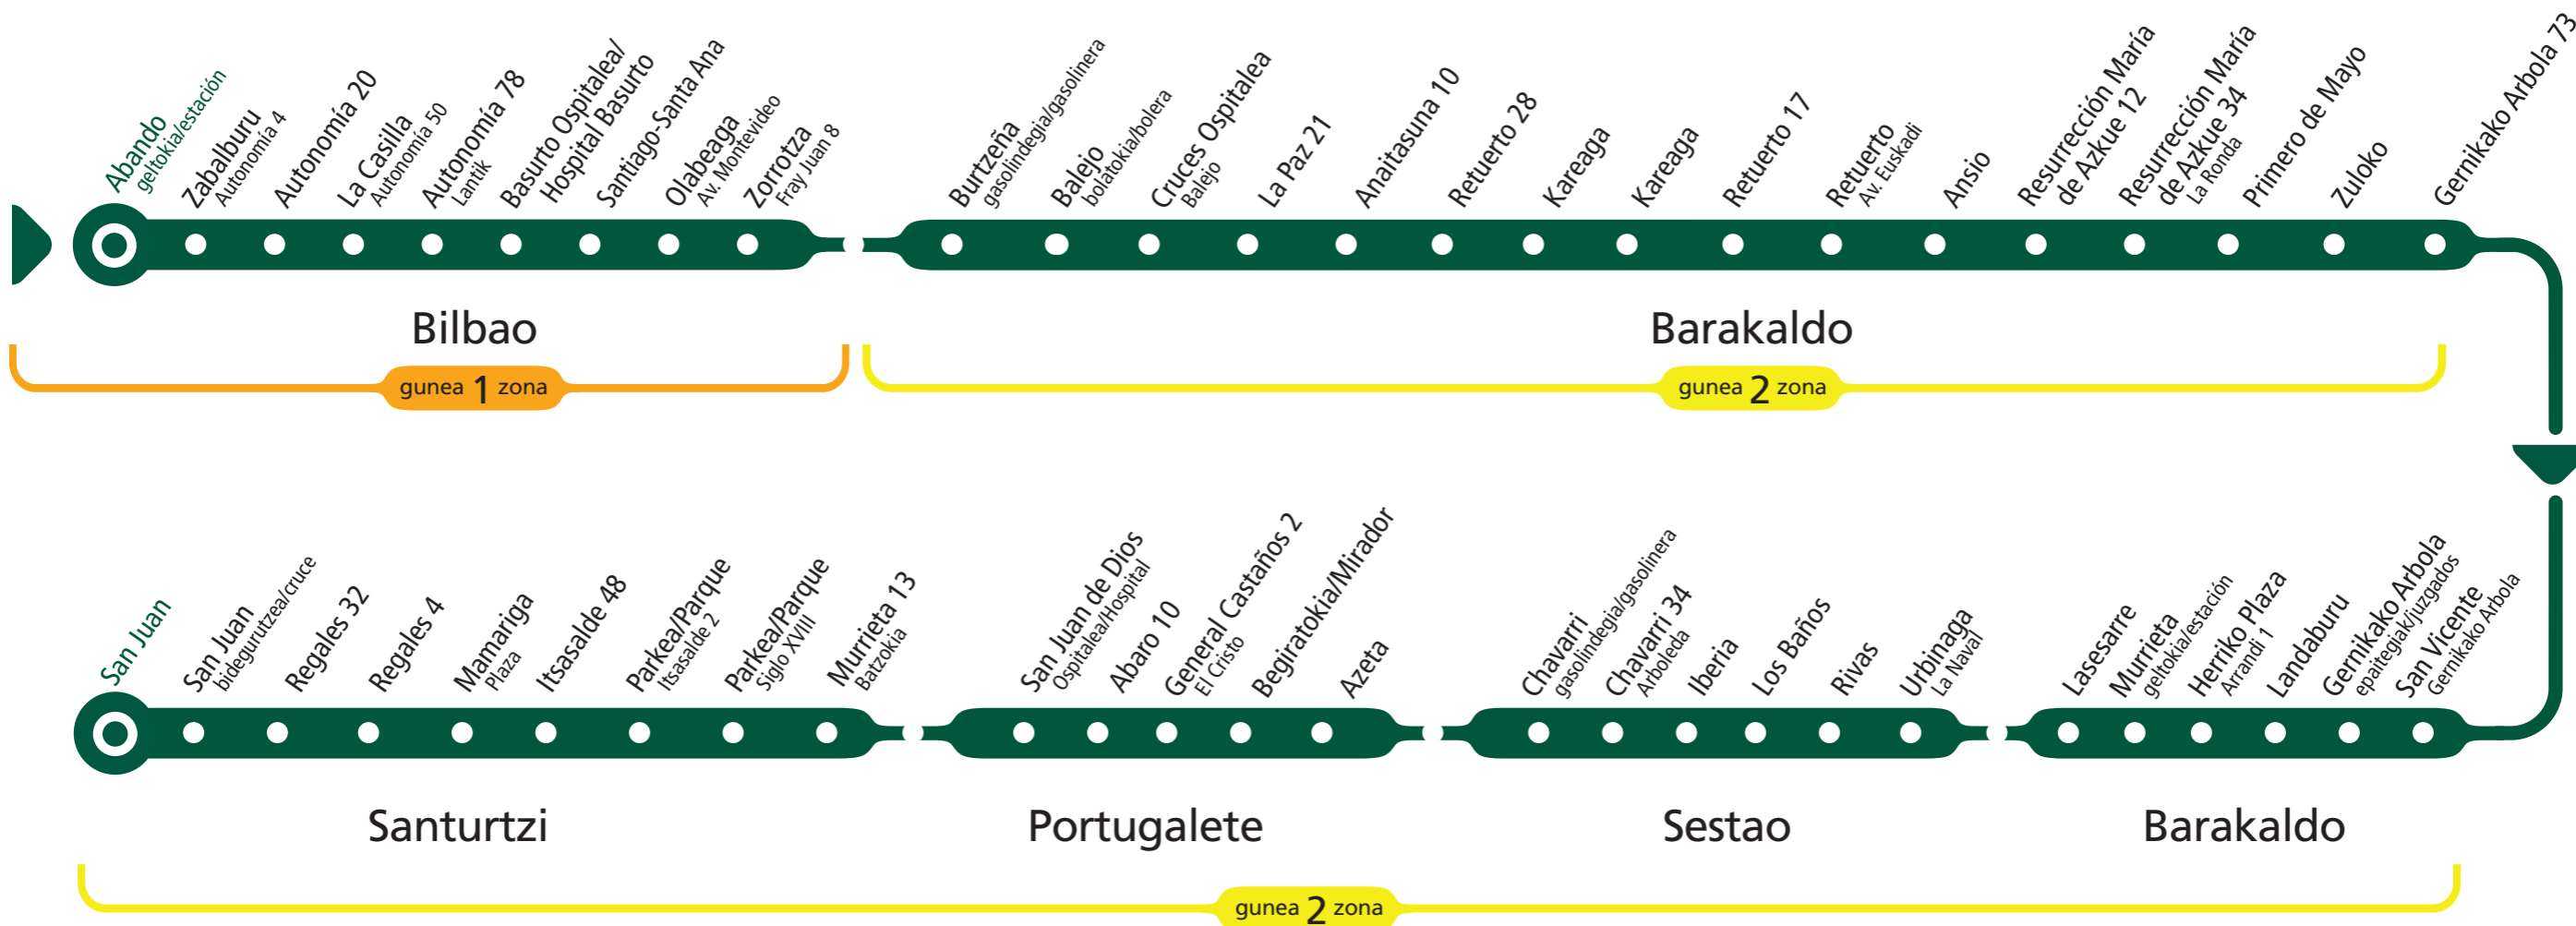 Abando
geltokia/estación
Zabalburu
Autonomía 4
Autonomía 20
La Casilla
Autonomía 50
Autonomía 78
Lantik
Basurto Ospitalea/
Hospital Basurto
Santiago-Santa Ana
Olabeaga
Av. Montevideo
Zorrotza
Fray Juan 8
Burtzeña
gasolindegia/gasolinera
Balejo
bolatokia/bolera
Cruces Ospitalea
Balejo
La Paz 21
Anaitasuna 10
Retuerto 28
Kareaga
Kareaga
Retuerto 17
Retuerto
Av. Euskadi
Ansio
Resurrección María
de Azkue 12
Resurrección María
de Azkue 34
La Ronda
Primero de Mayo
Zuloko
Gernikako Arbola 73
Bilbao
Barakaldo
gunea 1 zona
gunea 2 zona
San Juan
San Juan
bidegurutzea/cruce
Regales 32
Regales 4
Mamariga
Plaza
Itsasalde 48
Parkea/Parque
Itsasalde 2
Parkea/Parque
Siglo XVIII
Murrieta 13
Batzokia
San Juan de Dios
Ospitalea/Hospital
Abaro 10
General Castaños 2
El Cristo
Begiratokia/Mirador
Azeta
Chavarri
gasolindegia/gasolinera
Chavarri 34
Arboleda
Iberia
Los Baños
Rivas
Urbinaga
La Naval
Lasesarre
Murrieta
geltokia/estación
Herriko Plaza
Arrandi 1
Landaburu
Gernikako Arbola
epaitegiak/juzgados
San Vicente
Gernikako Arbola
Santurtzi
Portugalete
Sestao
Barakaldo
gunea 2 zona